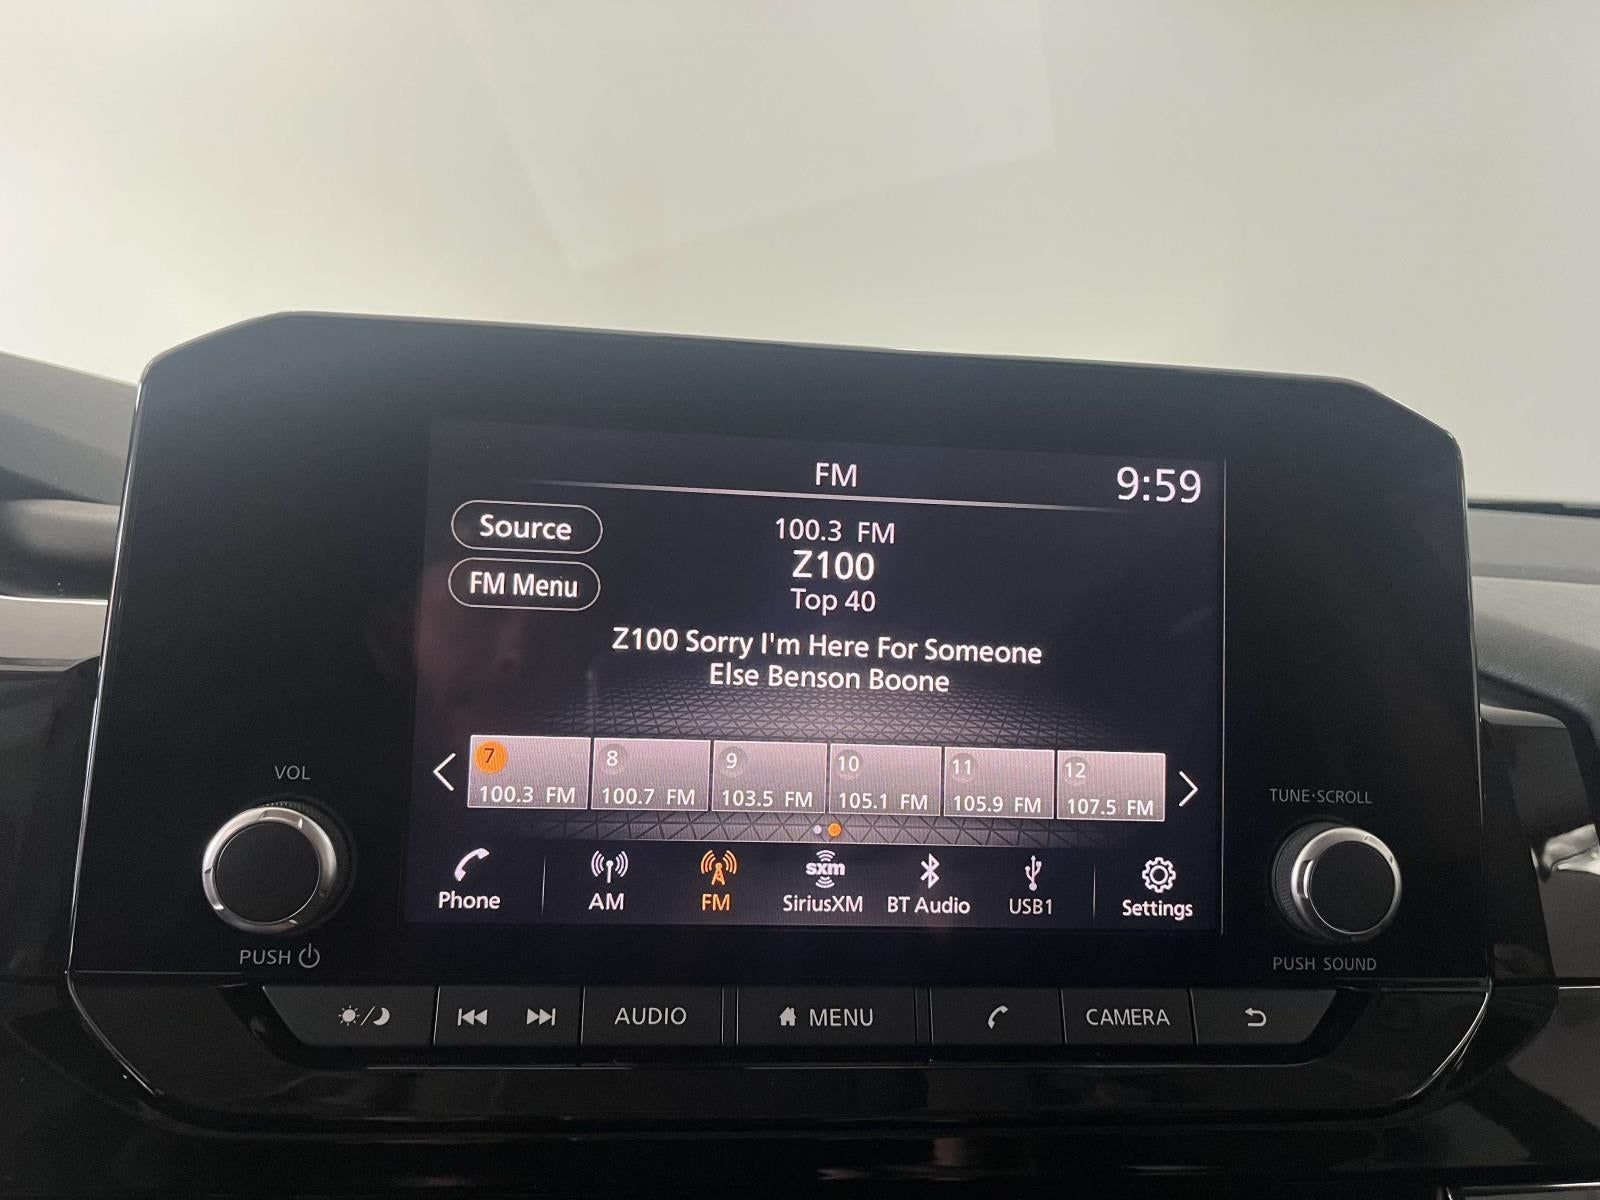 FM
9:59
Source
100.3 FM
Z100
FM Menu
Top 40
Z100 Sorry I'm Here For Someone
Else Benson Boone
7 8 9 10 11 12
100.3 FM 100.7 FM 103.5 FM 105.1 FM 105.9 FM 107.5 FM
VOL
TUNE·SCROLL
sxm
Phone AM FM SiriusXM BT Audio USB1 Settings
PUSH
PUSH SOUND
AUDIO MENU CAMERA